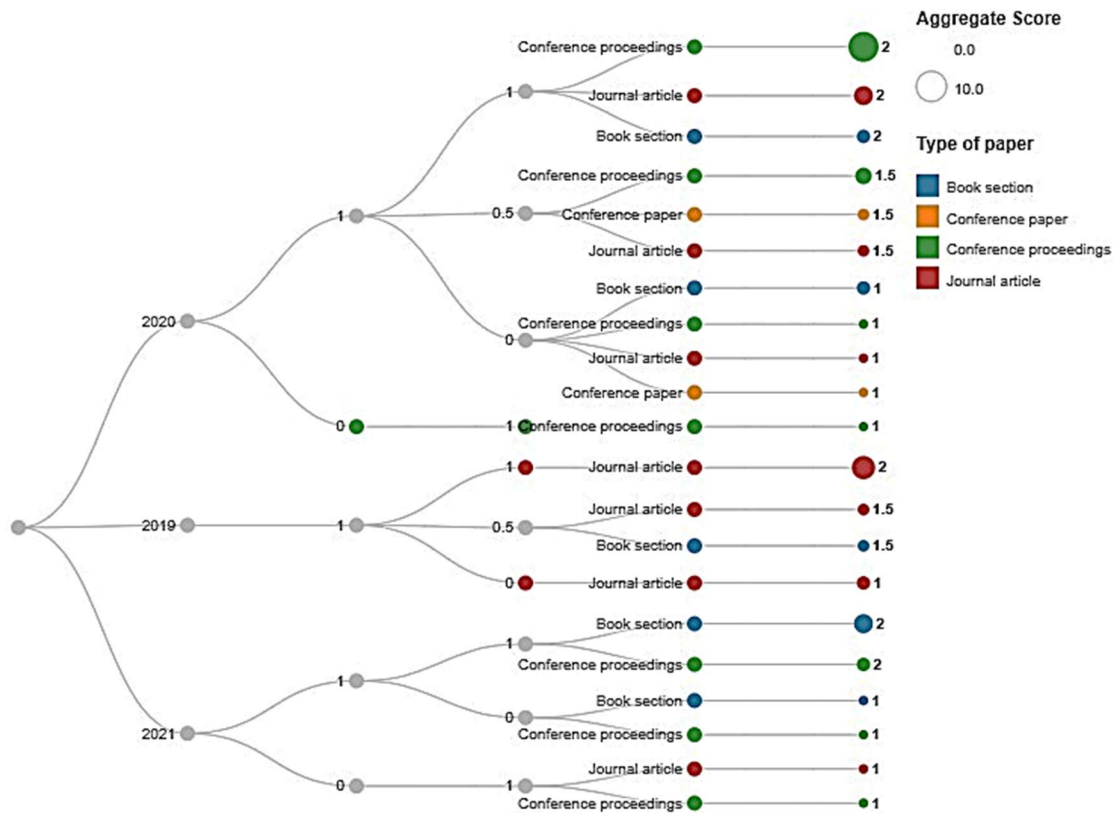 Aggregate Score
0.0
10.0
Type of paper
Book section
Conference paper
Conference proceedings
Journal article
Conference proceedings 2
1 Journal article 2
Book section 2
Conference proceedings 1.5
1 0.5 Conference paper 1.5
Journal article 1.5
Book section 1
2020 Conference proceedings 1
0 Journal article 1
Conference paper 1
0 1 Conference proceedings 1
1 Journal article 2
Journal article 1.5
2019 1 0.5
Book section 1.5
0 Journal article 1
Book section 2
1
Conference proceedings 2
1
Book section 1
0
2021 Conference proceedings 1
Journal article 1
0 1
Conference proceedings 1